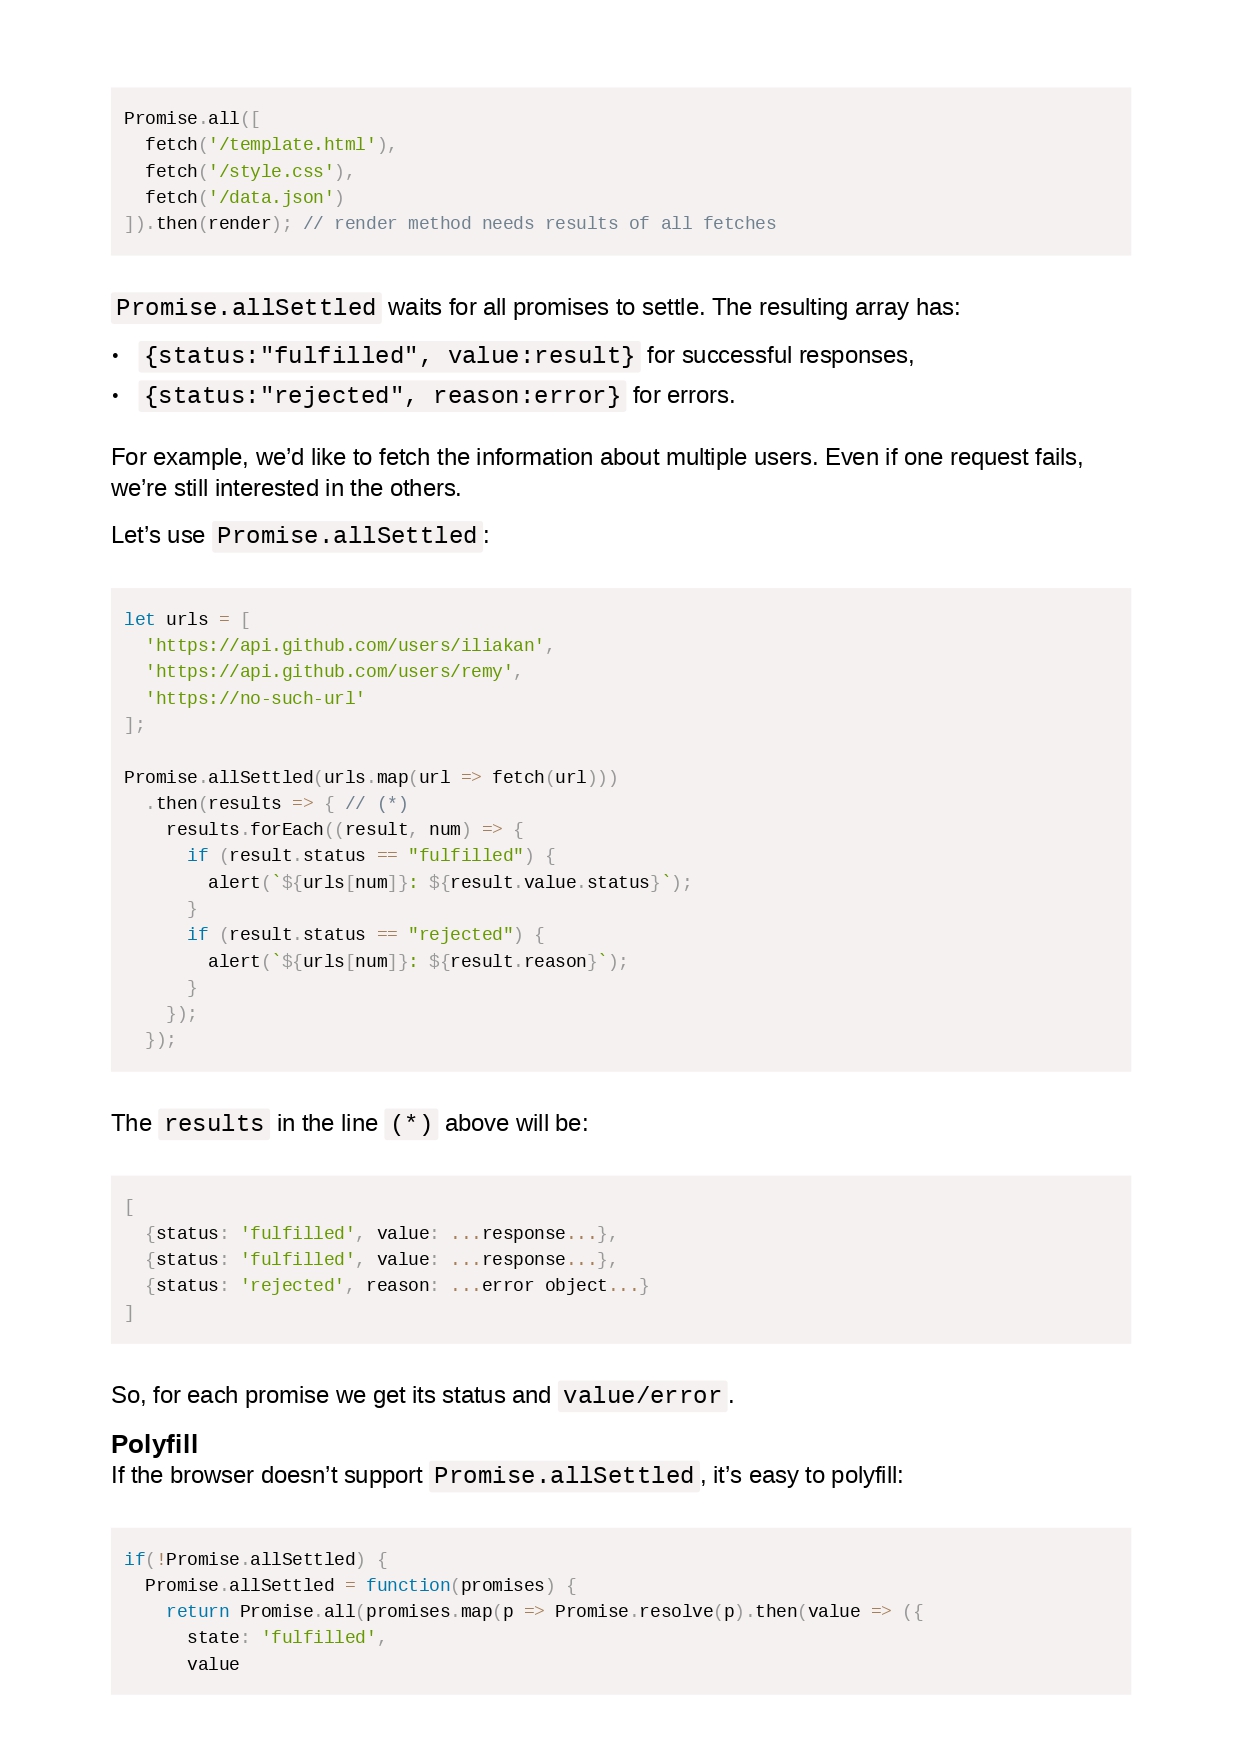 Promise.all([
  fetch('/template.html'),
  fetch('/style.css'),
  fetch('/data.json')
]).then(render); // render method needs results of all fetches
Promise.allSettled waits for all promises to settle. The resulting array has:
• {status:"fulfilled", value:result} for successful responses,
• {status:"rejected", reason:error} for errors.
For example, we’d like to fetch the information about multiple users. Even if one request fails,
we’re still interested in the others.
Let’s use Promise.allSettled:
let urls = [
  'https://api.github.com/users/iliakan',
  'https://api.github.com/users/remy',
  'https://no-such-url'
];
Promise.allSettled(urls.map(url => fetch(url)))
  .then(results => { // (*)
    results.forEach((result, num) => {
      if (result.status == "fulfilled") {
        alert(`${urls[num]}: ${result.value.status}`);
      }
      if (result.status == "rejected") {
        alert(`${urls[num]}: ${result.reason}`);
      }
    });
  });
The results in the line (*) above will be:
[
  {status: 'fulfilled', value: ...response...},
  {status: 'fulfilled', value: ...response...},
  {status: 'rejected', reason: ...error object...}
]
So, for each promise we get its status and value/error.
Polyfill
If the browser doesn’t support Promise.allSettled, it’s easy to polyfill:
if(!Promise.allSettled) {
  Promise.allSettled = function(promises) {
    return Promise.all(promises.map(p => Promise.resolve(p).then(value => ({
      state: 'fulfilled',
      value